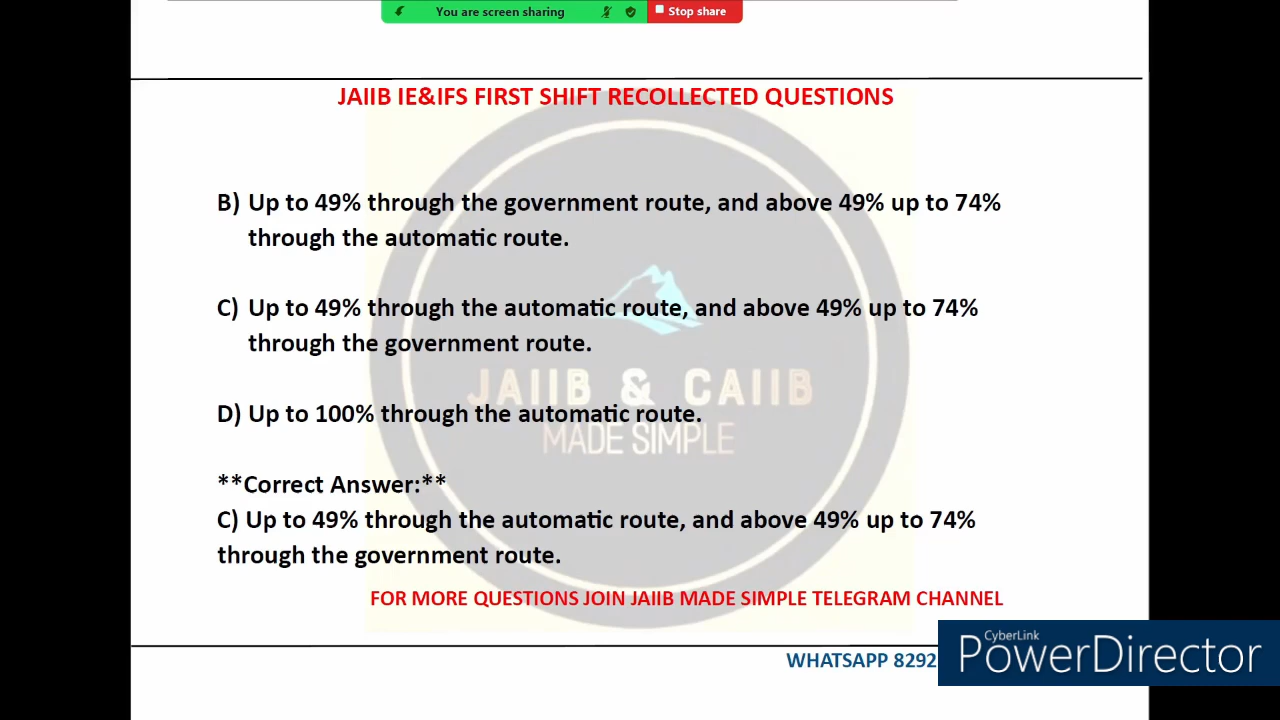 You are screen sharing Stop share
JAIIB IE&IFS FIRST SHIFT RECOLLECTED QUESTIONS
B) Up to 49% through the government route, and above 49% up to 74%
through the automatic route.
C) Up to 49% through the automatic route, and above 49% up to 74%
through the government route.
JAIIB & CAIIB
D) Up to 100% through the automatic route.
MADE SIMPLE
**Correct Answer:**
C) Up to 49% through the automatic route, and above 49% up to 74%
through the government route.
FOR MORE QUESTIONS JOIN JAIIB MADE SIMPLE TELEGRAM CHANNEL
WHATSAPP 8292
CyberLink
PowerDirector